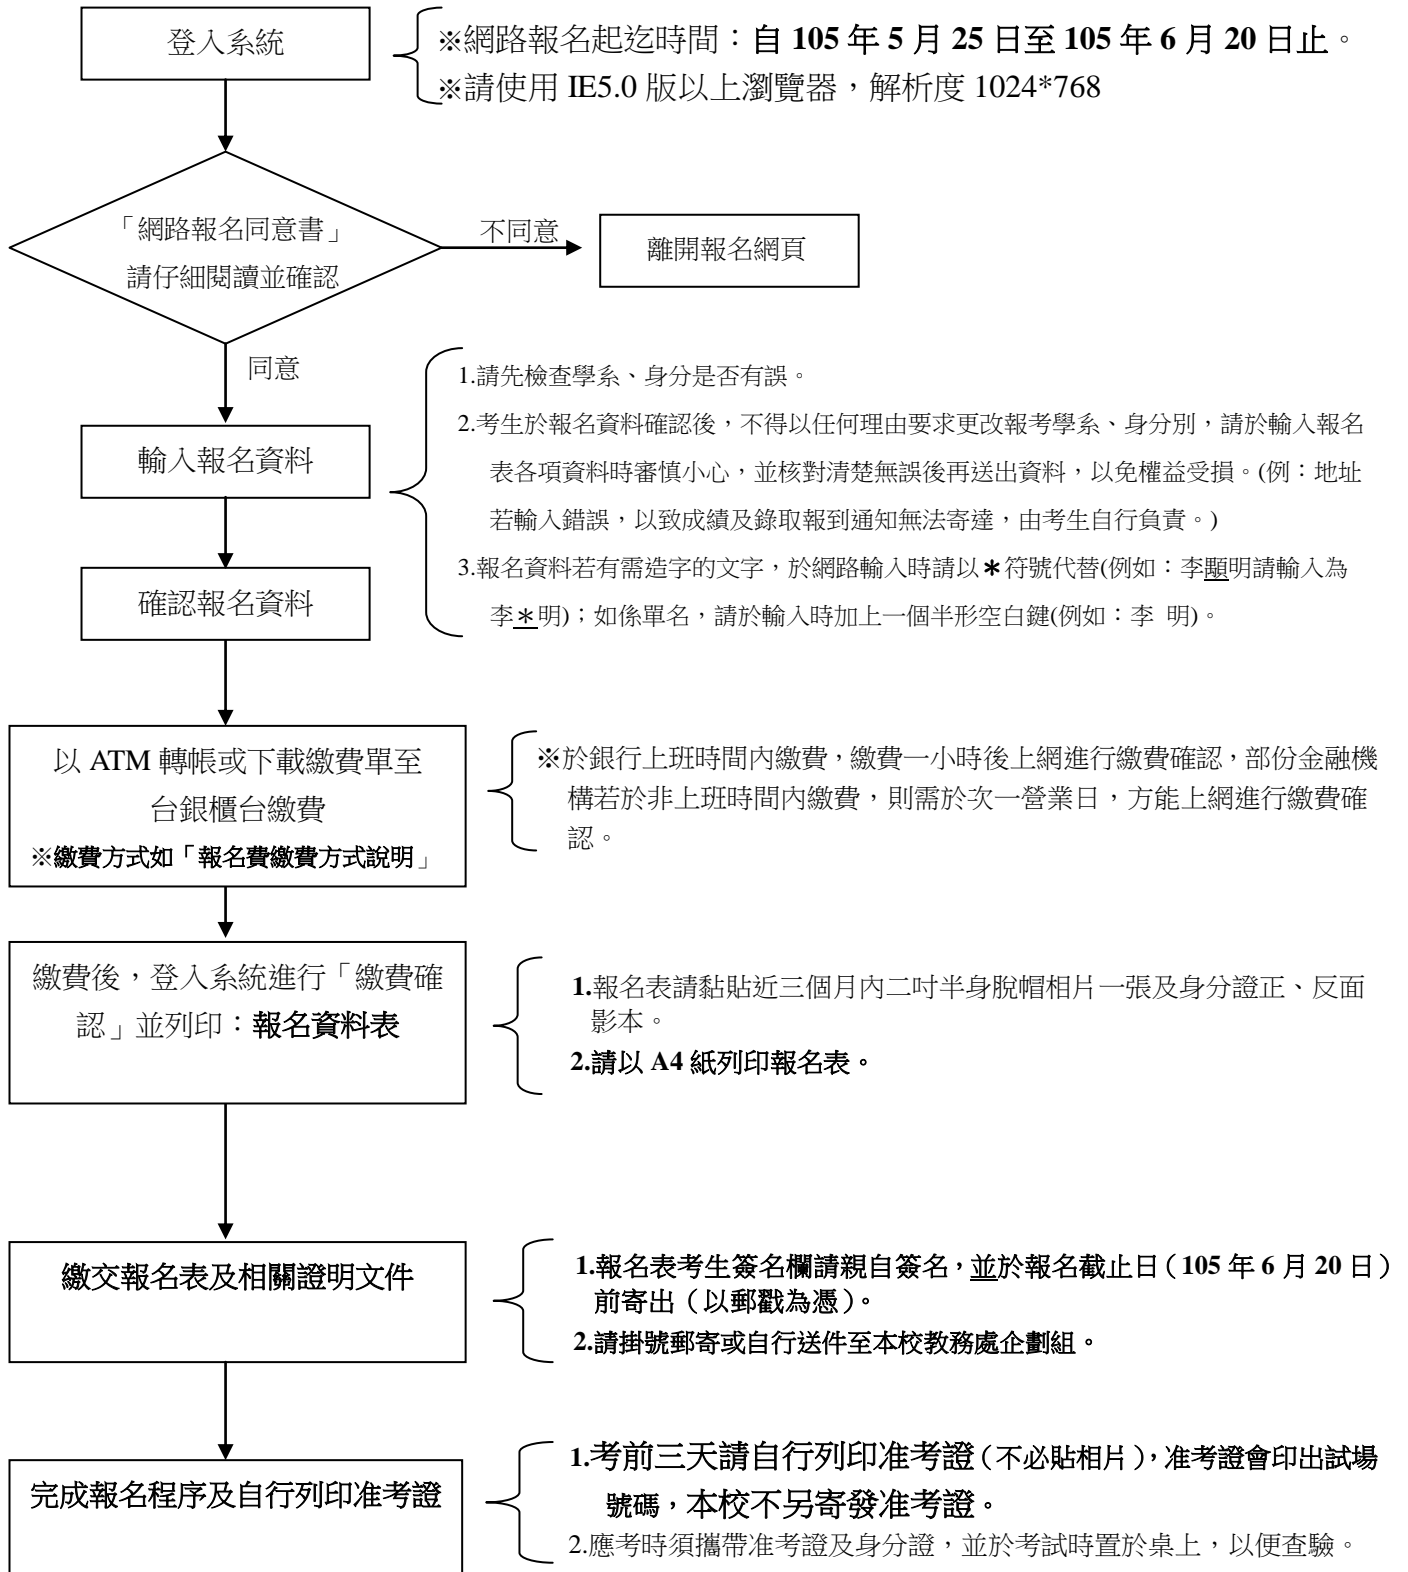 登入系統
※網路報名起迄時間：自 105 年 5 月 25 日至 105 年 6 月 20 日止。
※請使用 IE5.0 版以上瀏覽器，解析度 1024*768
「網路報名同意書」
請仔細閱讀並確認
不同意
離開報名網頁
同意
輸入報名資料
確認報名資料
1.請先檢查學系、身分是否有誤。
2.考生於報名資料確認後，不得以任何理由要求更改報考學系、身分別，請於輸入報名
表各項資料時審慎小心，並核對清楚無誤後再送出資料，以免權益受損。(例：地址
若輸入錯誤，以致成績及錄取報到通知無法寄達，由考生自行負責。)
3.報名資料若有需造字的文字，於網路輸入時請以＊符號代替(例如：李顯明請輸入為
李＊明)；如係單名，請於輸入時加上一個半形空白鍵(例如：李 明)。
以 ATM 轉帳或下載繳費單至
台銀櫃台繳費
※繳費方式如「報名費繳費方式說明」
※於銀行上班時間內繳費，繳費一小時後上網進行繳費確認，部份金融機
構若於非上班時間內繳費，則需於次一營業日，方能上網進行繳費確
認。
繳費後，登入系統進行「繳費確
認」並列印：報名資料表
1.報名表請黏貼近三個月內二吋半身脫帽相片一張及身分證正、反面
影本。
2.請以 A4 紙列印報名表。
繳交報名表及相關證明文件
1.報名表考生簽名欄請親自簽名，並於報名截止日（105 年 6 月 20 日）
前寄出（以郵戳為憑）。
2.請掛號郵寄或自行送件至本校教務處企劃組。
完成報名程序及自行列印准考證
1.考前三天請自行列印准考證（不必貼相片），准考證會印出試場
號碼，本校不另寄發准考證。
2.應考時須攜帶准考證及身分證，並於考試時置於桌上，以便查驗。